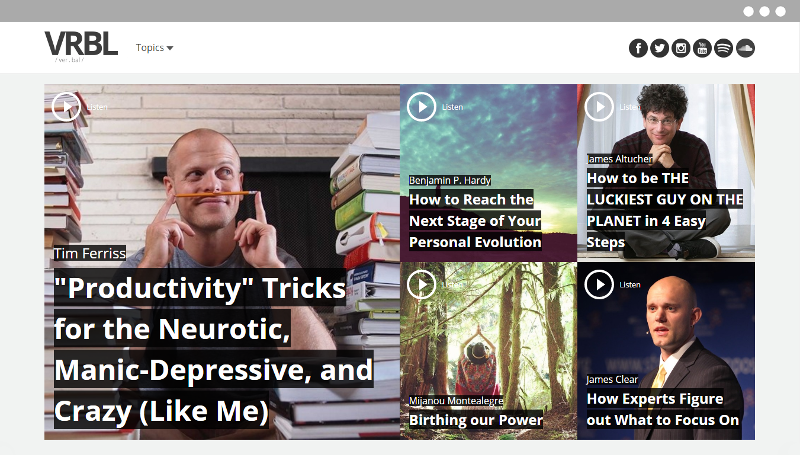 VRBL
/ ver . bal /
Topics
You
Listen
Tim Ferriss
"Productivity" Tricks
for the Neurotic,
Manic-Depressive, and
Crazy (Like Me)
Listen
Benjamin P. Hardy
How to Reach the
Next Stage of Your
Personal Evolution
Listen
James Altucher
How to be THE
LUCKIEST GUY ON THE
PLANET in 4 Easy
Steps
Listen
Mijanou Montealegre
Birthing our Power
Listen
James Clear
How Experts Figure
out What to Focus On